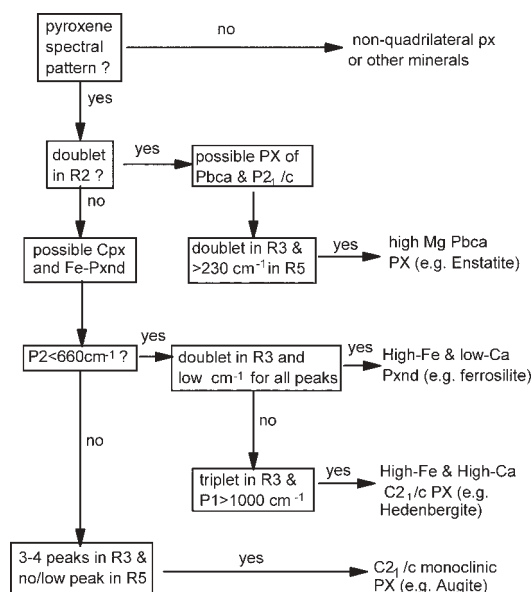 pyroxene
spectral
pattern ?
no
non-quadrilateral px
or other minerals
yes
doublet
in R2 ?
yes
possible PX of
Pbca & P2₁ /c
no
doublet in R3 &
>230 cm⁻¹ in R5
yes
high Mg Pbca
PX (e.g. Enstatite)
possible Cpx
and Fe-Pxnd
P2<660cm⁻¹ ?
yes
doublet in R3 and
low cm⁻¹ for all peaks
yes
High-Fe & low-Ca
Pxnd (e.g. ferrosilite)
no
no
triplet in R3 &
P1>1000 cm⁻¹
yes
High-Fe & High-Ca
C2₁/c PX (e.g.
Hedenbergite)
3-4 peaks in R3 &
no/low peak in R5
yes
C2₁ /c monoclinic
PX (e.g. Augite)